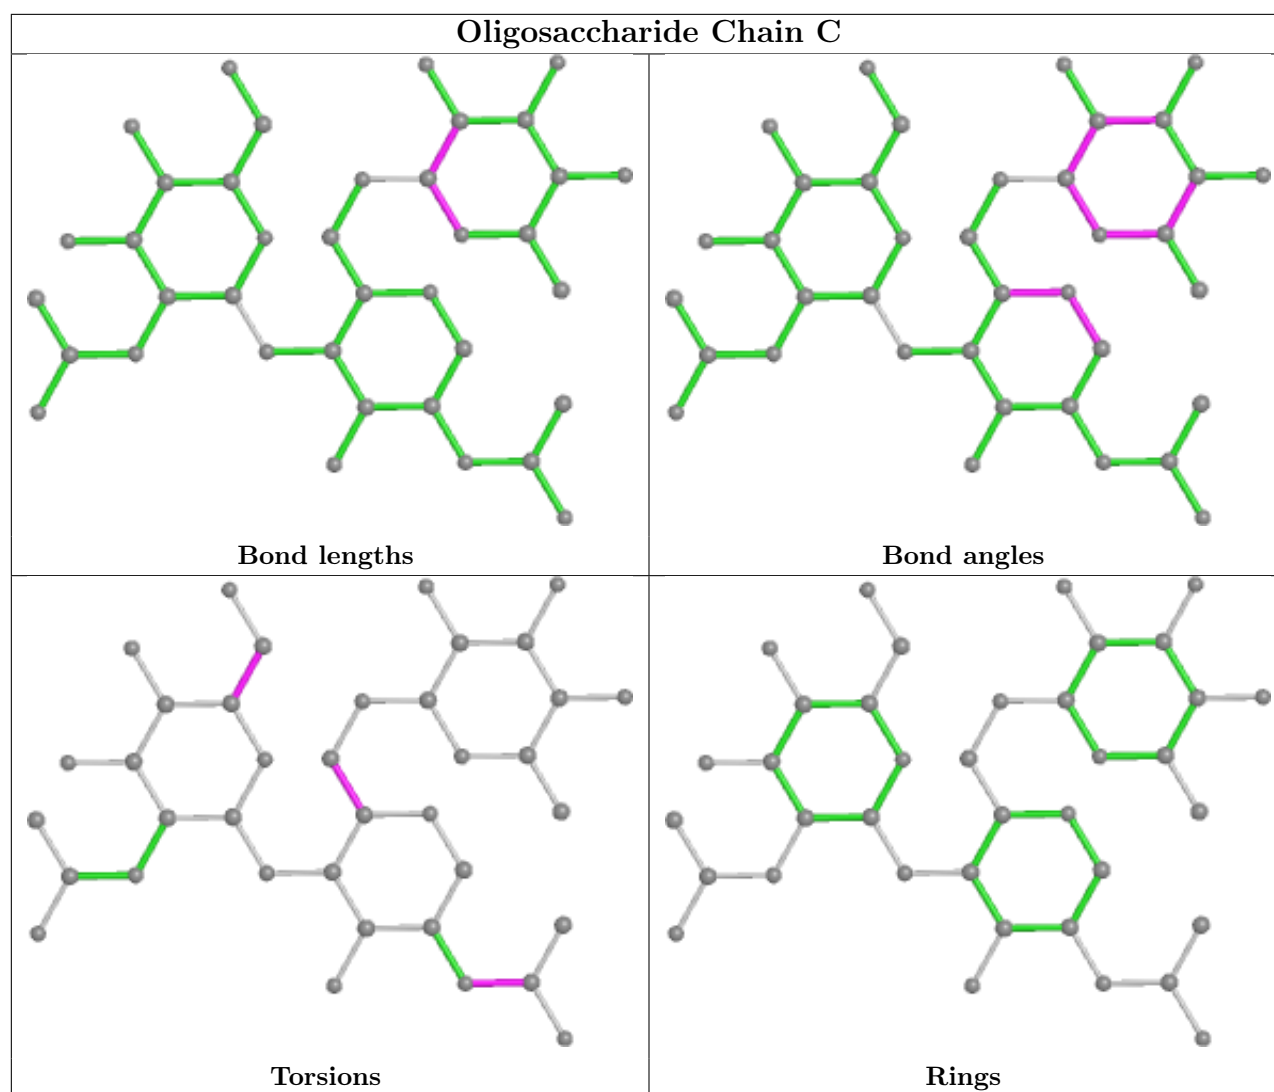 Oligosaccharide Chain C
Bond lengths
Bond angles
Torsions
Rings